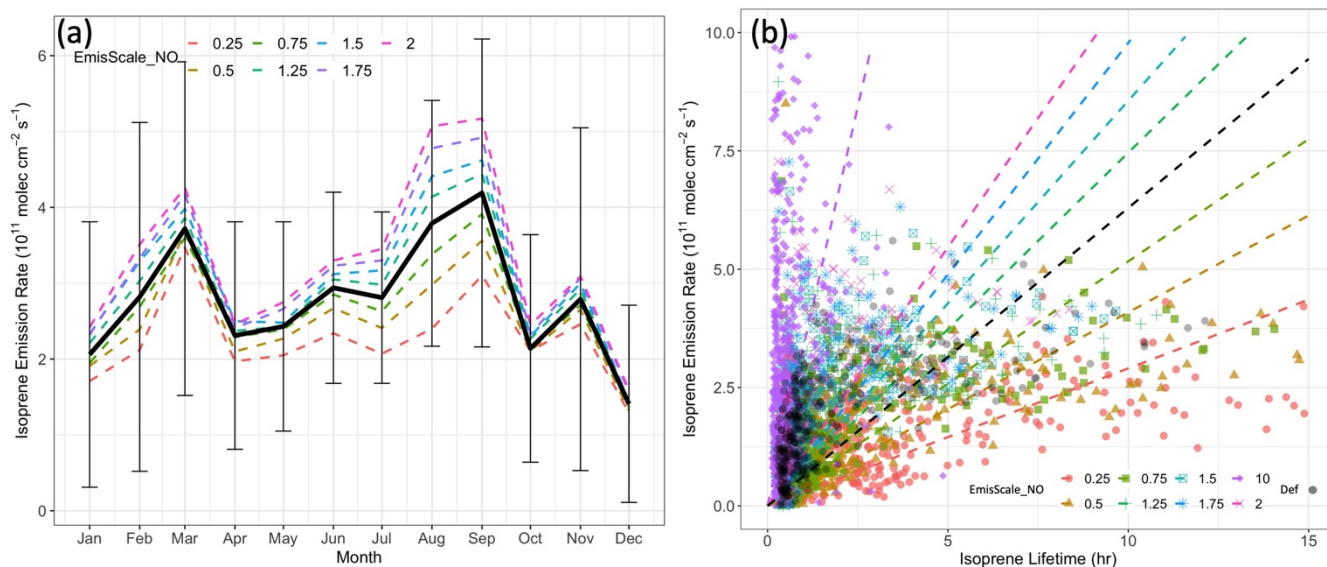 (a)
EmisScale_NO
0.25 0.75 1.5 2
0.5 1.25 1.75
Isoprene Emission Rate (10¹¹ molec cm⁻² s⁻¹)
6
4
2
0
Jan Feb Mar Apr May Jun Jul Aug Sep Oct Nov Dec
Month
(b)
Isoprene Emission Rate (10¹¹ molec cm⁻² s⁻¹)
10.0
7.5
5.0
2.5
0.0
EmisScale_NO
0.25 0.75 1.5 10 Def
0.5 1.25 1.75 2
0 5 10 15
Isoprene Lifetime (hr)